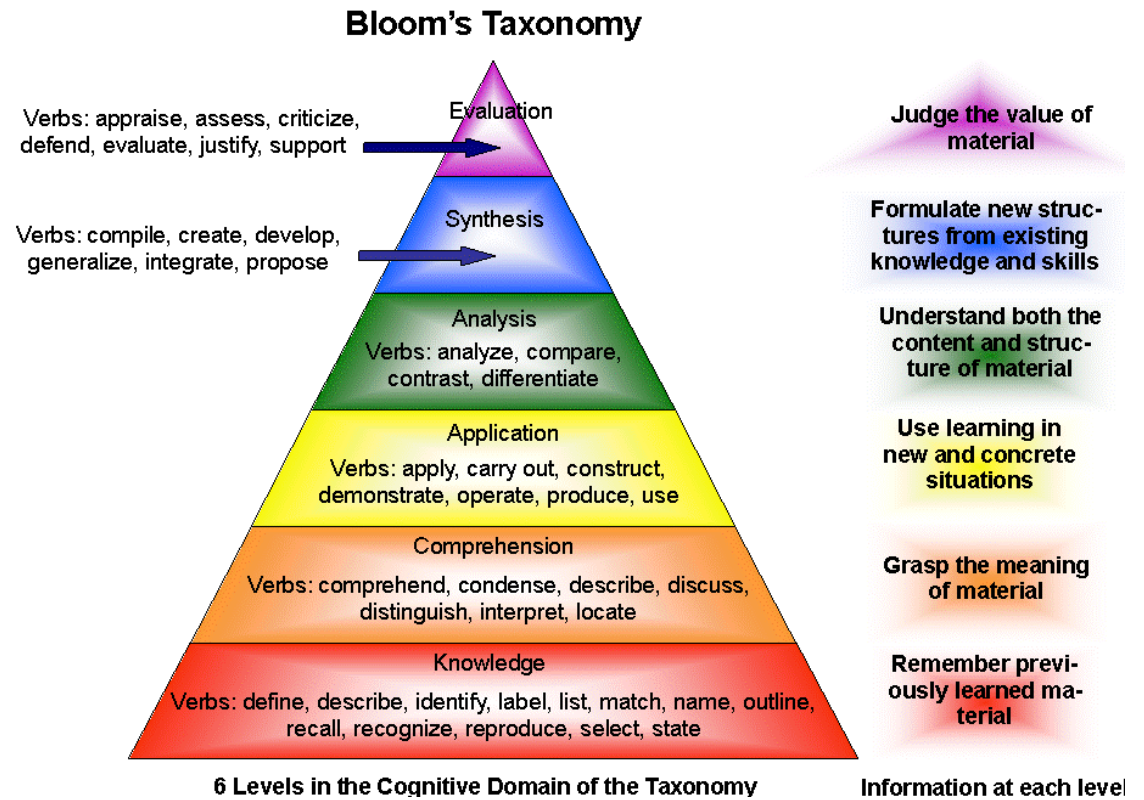 Bloom's Taxonomy
Evaluation
Verbs: appraise, assess, criticize,
defend, evaluate, justify, support
Judge the value of
material
Synthesis
Verbs: compile, create, develop,
generalize, integrate, propose
Formulate new struc-
tures from existing
knowledge and skills
Analysis
Verbs: analyze, compare,
contrast, differentiate
Understand both the
content and struc-
ture of material
Application
Verbs: apply, carry out, construct,
demonstrate, operate, produce, use
Use learning in
new and concrete
situations
Comprehension
Verbs: comprehend, condense, describe, discuss,
distinguish, interpret, locate
Grasp the meaning
of material
Knowledge
Verbs: define, describe, identify, label, list, match, name, outline,
recall, recognize, reproduce, select, state
Remember previ-
ously learned ma-
terial
6 Levels in the Cognitive Domain of the Taxonomy
Information at each level